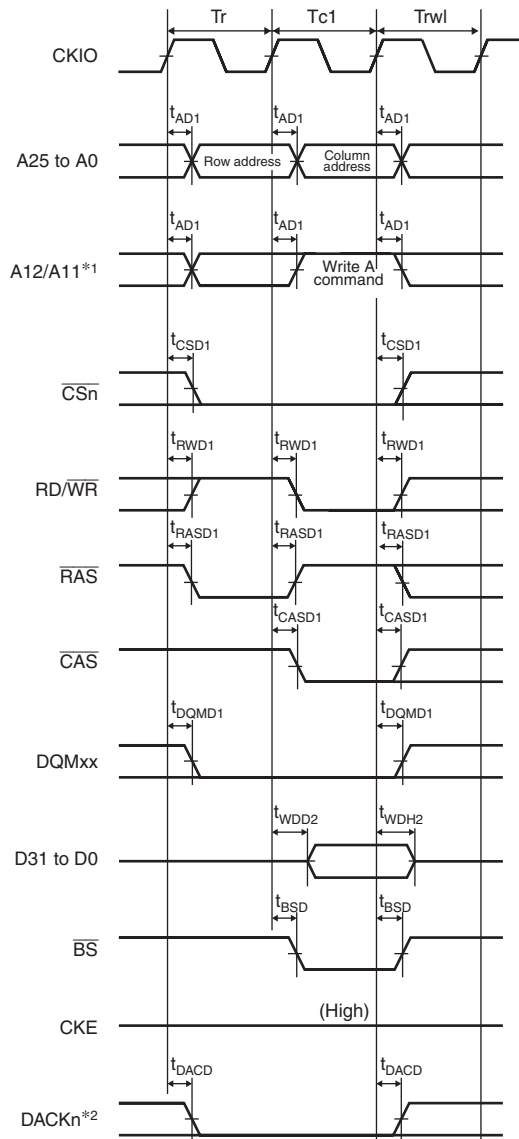 Tr Tc1 Trwl
CKIO
tAD1 tAD1 tAD1
A25 to A0 Row address Column address
tAD1 tAD1 tAD1
A12/A11*1 Write A command
tCSD1 tCSD1
CSn
tRWD1 tRWD1 tRWD1
RD/WR
tRASD1 tRASD1 tRASD1
RAS
tCASD1 tCASD1
CAS
tDQMD1 tDQMD1
DQMxx
tWDD2 tWDH2
D31 to D0
tBSD tBSD
BS
(High)
CKE
tDACD tDACD
DACKn*2